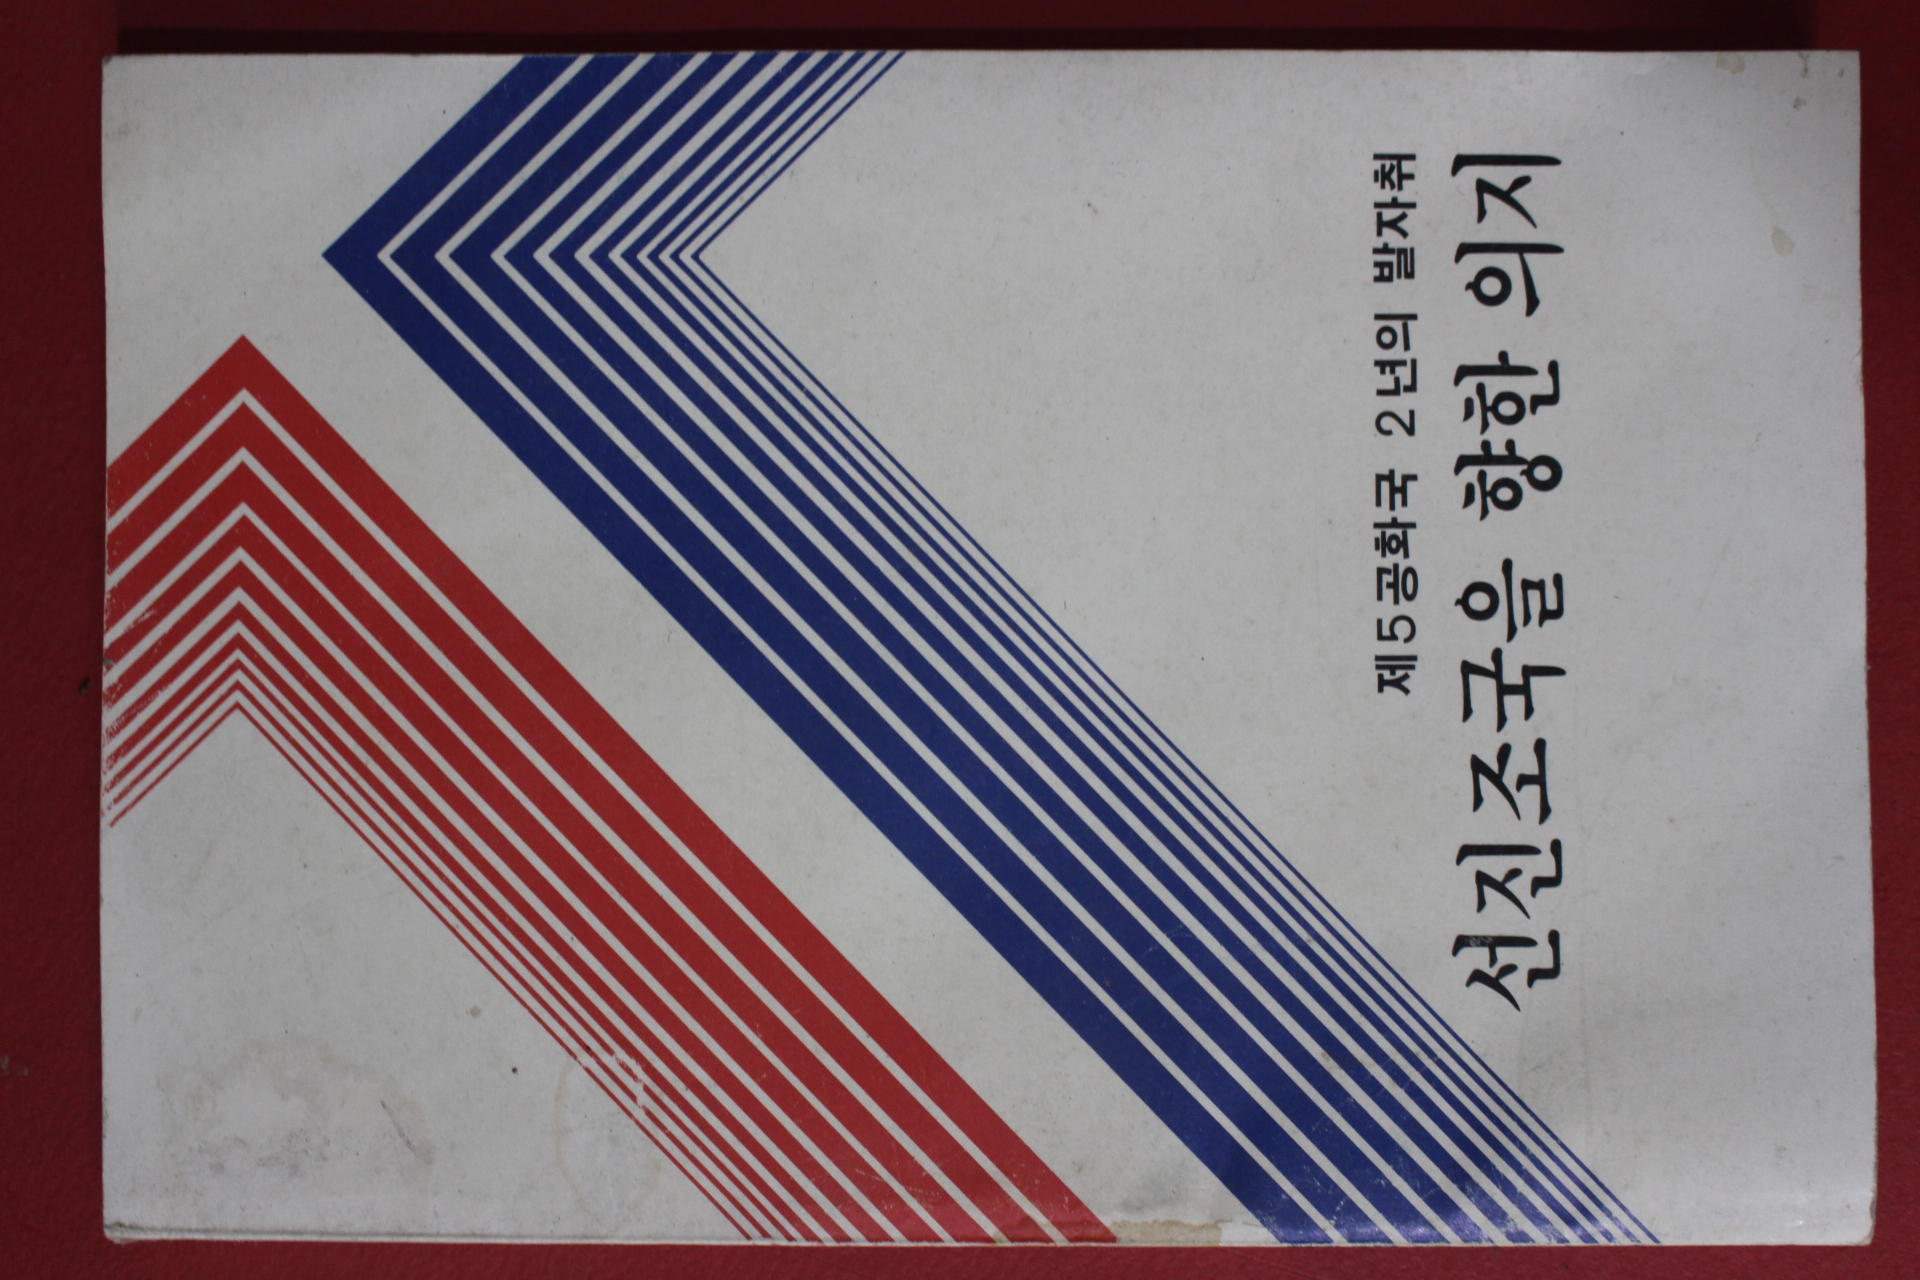 제5공화국 2년의 발자취
선진조국을 향한 의지